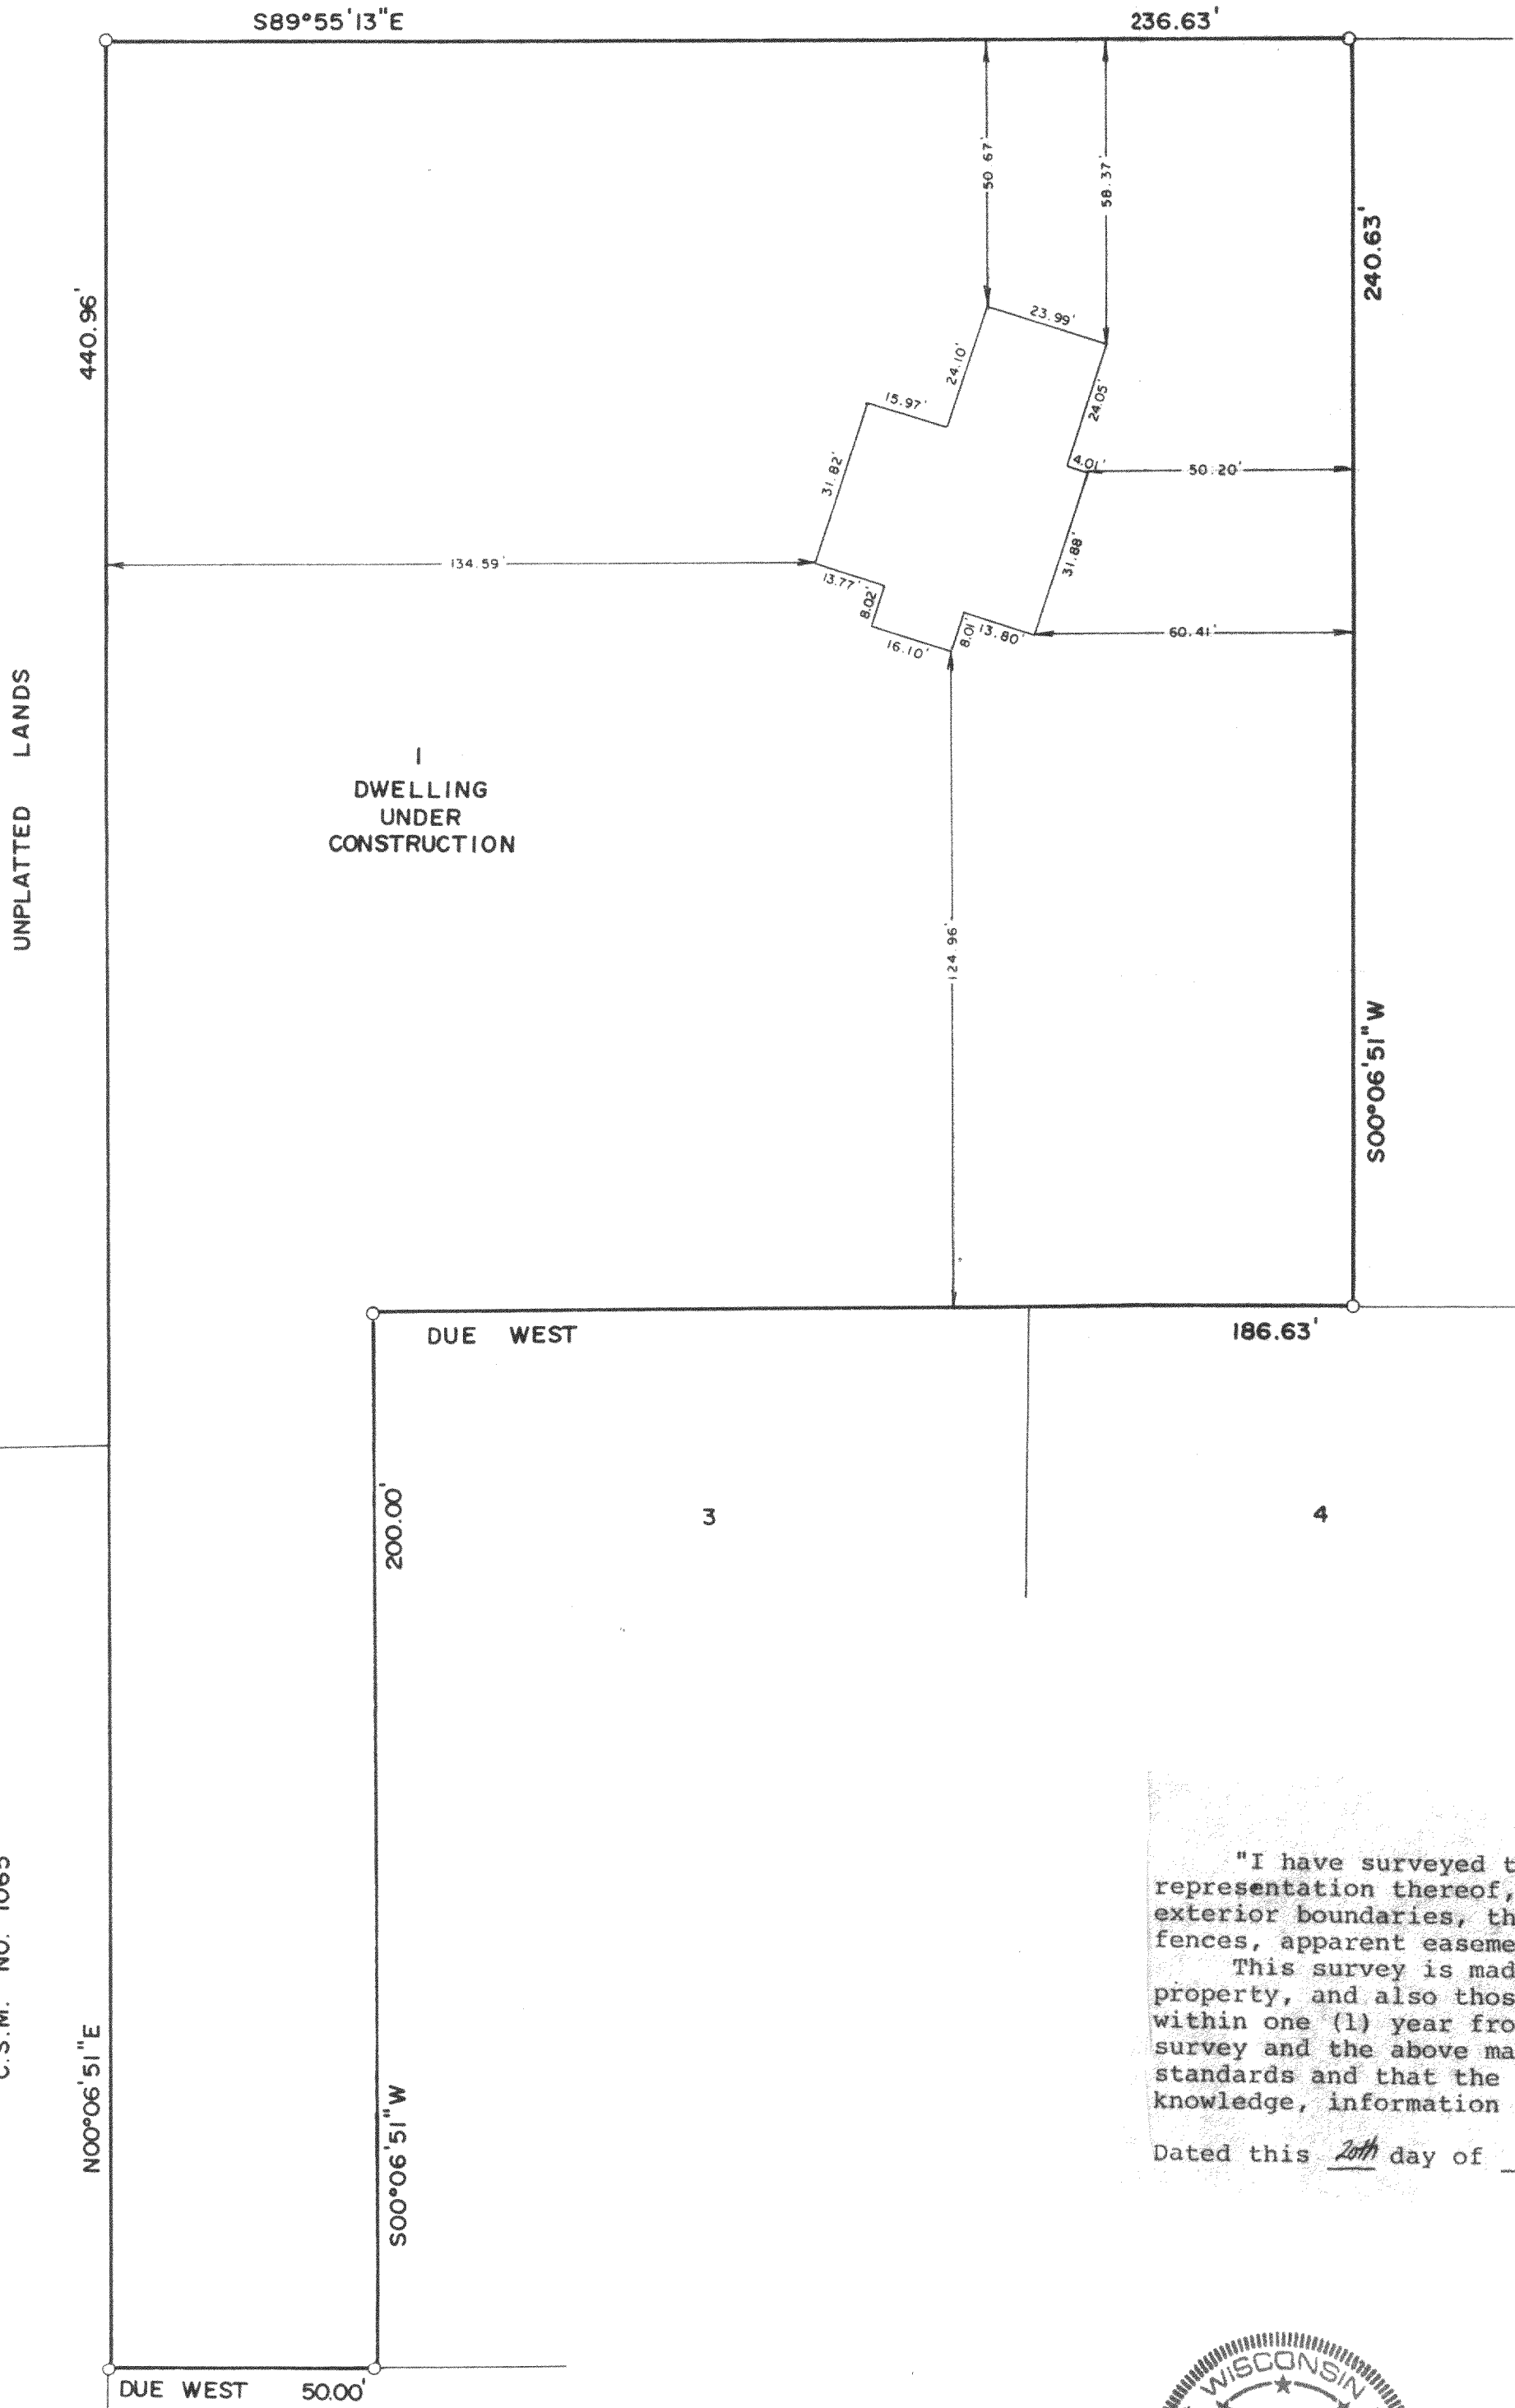 S89°55'13"E
236.63'
50.67'
58.37'
240.63'
440.96'
23.99'
24.10'
15.97'
24.05'
4.01'
50.20'
31.82'
31.88'
134.59'
13.77'
8.02'
8.01'
13.80'
16.10'
60.41'
UNPLATTED LANDS
1
DWELLING
UNDER
CONSTRUCTION
124.96'
S00°06'51"W
DUE WEST
186.63'
200.00'
3
4
C.S.M. NO. 1065
N00°06'51"E
S00°06'51"W
"I have surveyed t
representation thereof,
exterior boundaries, th
fences, apparent easeme
This survey is mad
property, and also thos
within one (1) year fro
survey and the above ma
standards and that the
knowledge, information
Dated this 20th day of
WISCONSIN
DUE WEST 50.00'